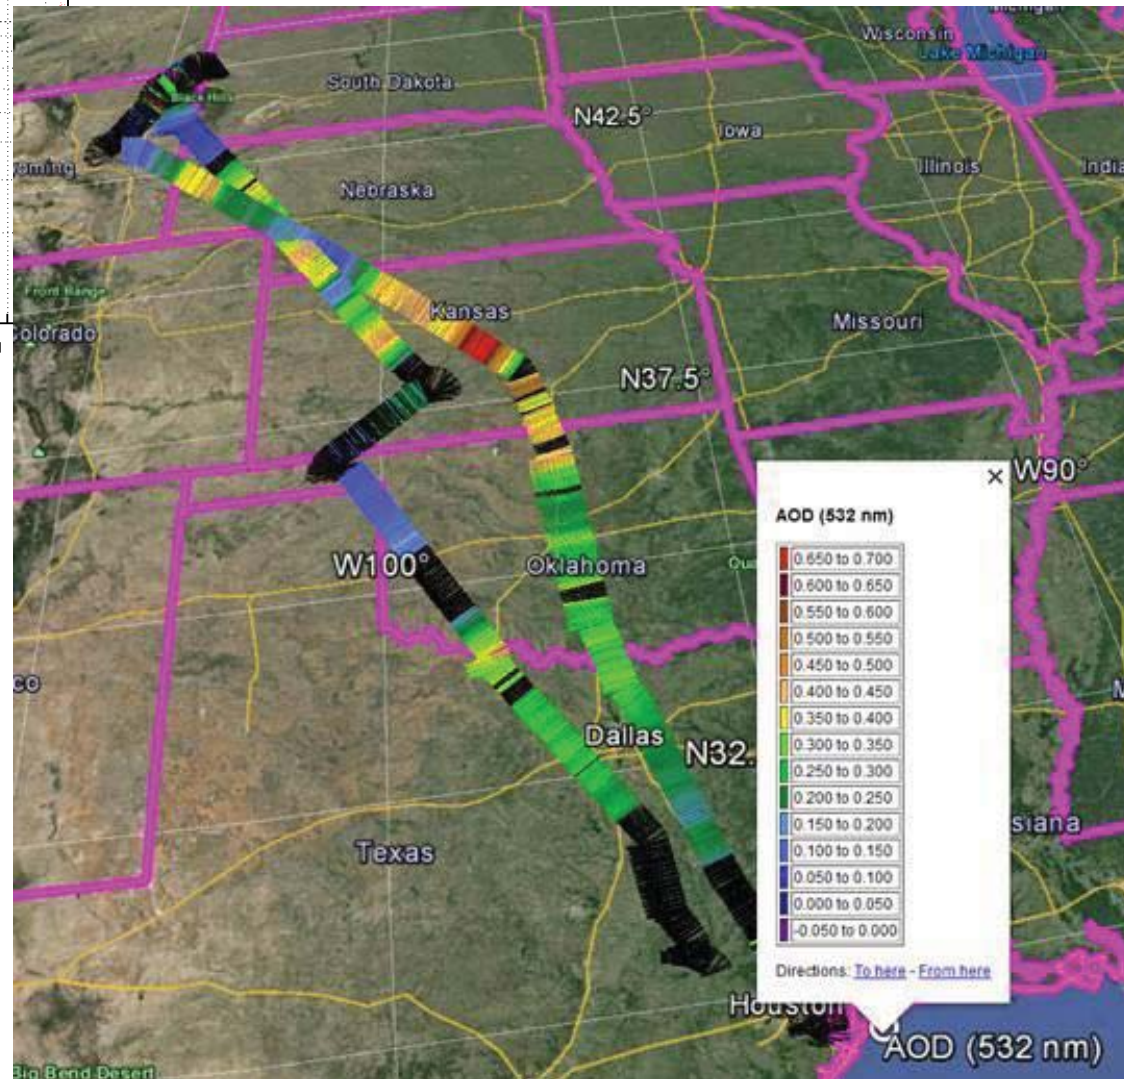 Michigan
Wisconsin
Lake Michigan
South Dakota
Black Hills
N42.5°
Iowa
Illinois
India
oming
Nebraska
Front Range
Kansas
Colorado
Missouri
N37.5°
W90°
W100°
Oklahoma
Qua
co
Dallas
N32.
M
siana
Texas
Houston
Big Bend Desert
AOD (532 nm)
×
AOD (532 nm)
0.650 to 0.700
0.600 to 0.650
0.550 to 0.600
0.500 to 0.550
0.450 to 0.500
0.400 to 0.450
0.350 to 0.400
0.300 to 0.350
0.250 to 0.300
0.200 to 0.250
0.150 to 0.200
0.100 to 0.150
0.050 to 0.100
0.000 to 0.050
-0.050 to 0.000
Directions: To here - From here